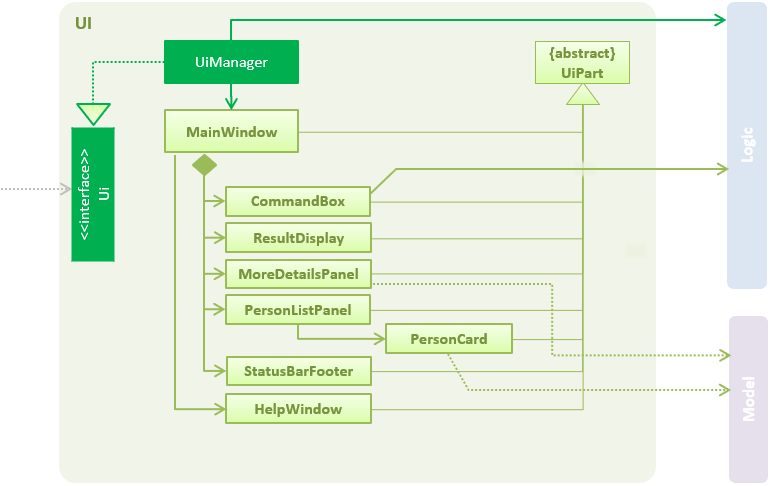 UI
UiManager
{abstract}
UiPart
Logic
<<interface>>
Ui
MainWindow
CommandBox
ResultDisplay
MoreDetailsPanel
PersonListPanel
PersonCard
StatusBarFooter
HelpWindow
Model